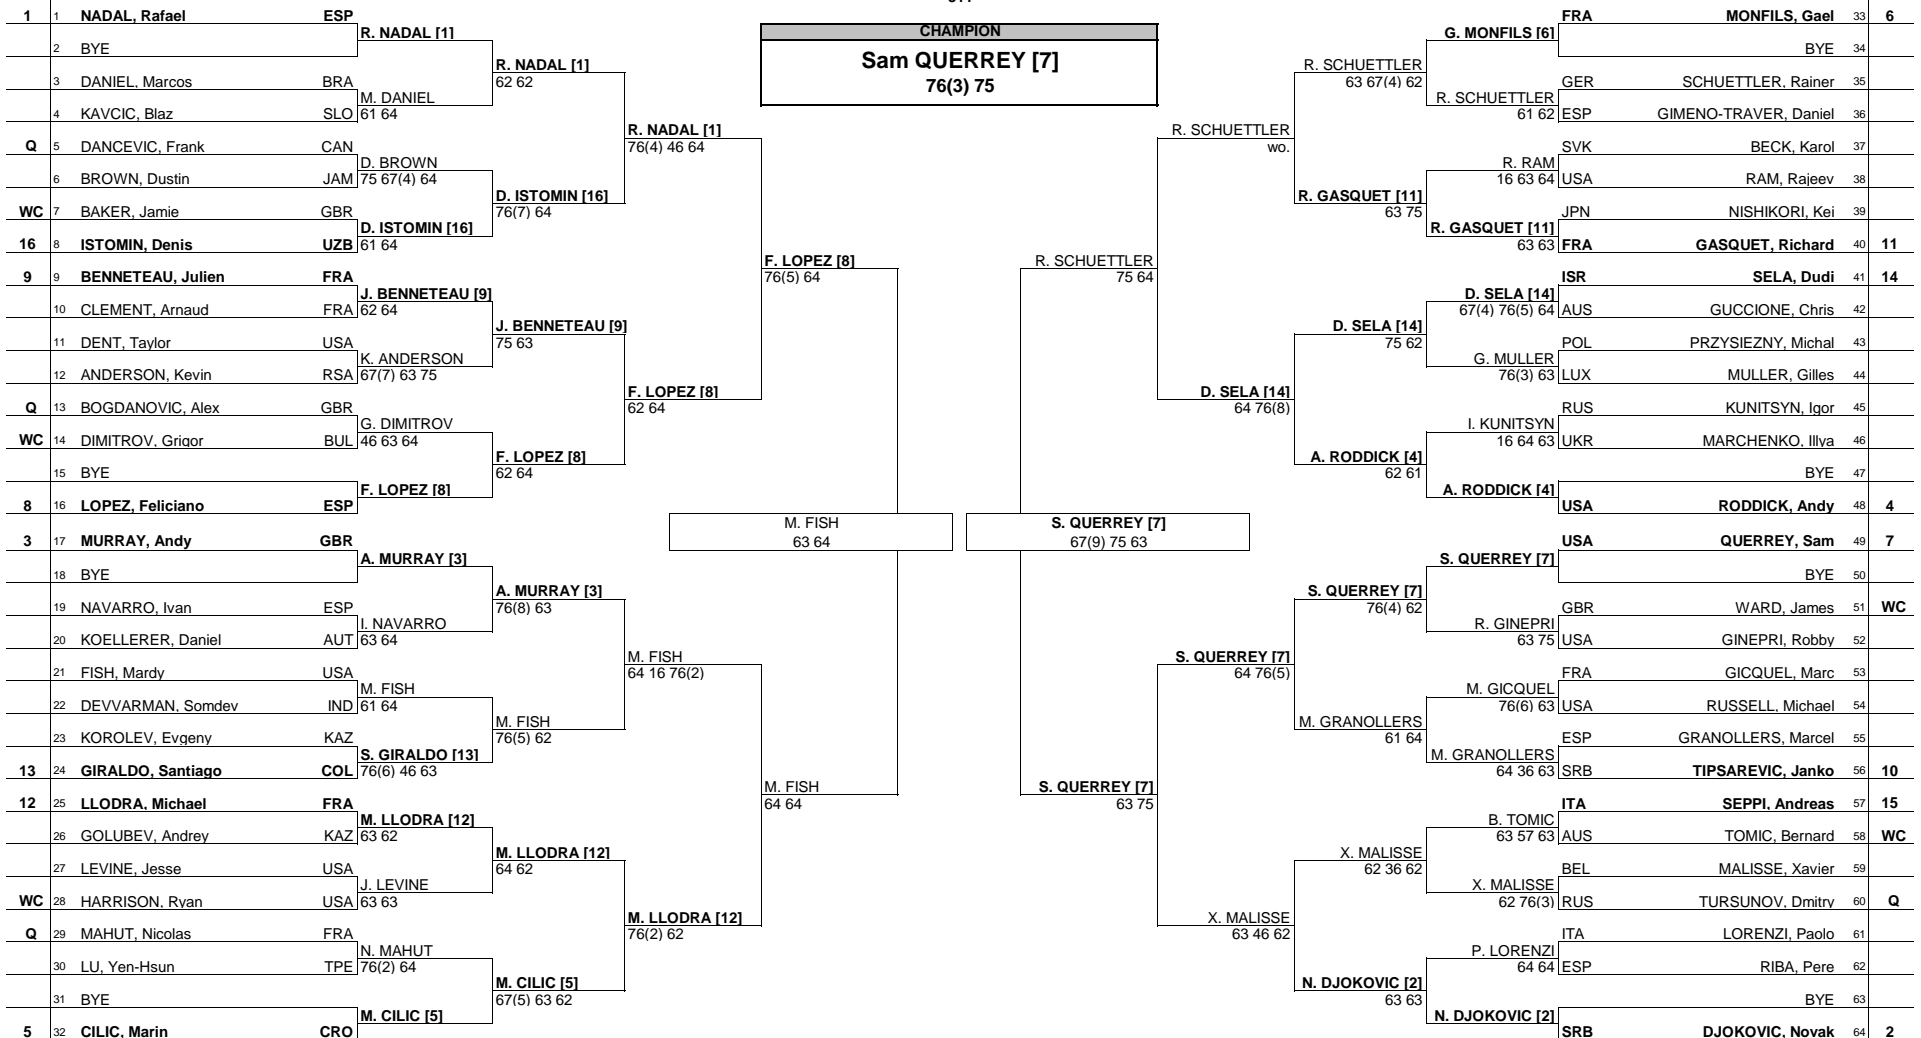 CHAMPION
Sam QUERREY [7]
76(3) 75
1 1 NADAL, Rafael ESP
R. NADAL [1]
2 BYE
R. NADAL [1]
62 62
3 DANIEL, Marcos BRA
M. DANIEL
4 KAVCIC, Blaz SLO 61 64
R. NADAL [1]
76(4) 46 64
Q 5 DANCEVIC, Frank CAN
D. BROWN
6 BROWN, Dustin JAM 75 67(4) 64
D. ISTOMIN [16]
76(7) 64
WC 7 BAKER, Jamie GBR
D. ISTOMIN [16]
16 8 ISTOMIN, Denis UZB 61 64
F. LOPEZ [8]
76(5) 64
9 9 BENNETEAU, Julien FRA
J. BENNETEAU [9]
10 CLEMENT, Arnaud FRA 62 64
J. BENNETEAU [9]
75 63
11 DENT, Taylor USA
K. ANDERSON
12 ANDERSON, Kevin RSA 67(7) 63 75
F. LOPEZ [8]
62 64
Q 13 BOGDANOVIC, Alex GBR
G. DIMITROV
WC 14 DIMITROV, Grigor BUL 46 63 64
F. LOPEZ [8]
62 64
15 BYE
F. LOPEZ [8]
8 16 LOPEZ, Feliciano ESP
M. FISH
63 64
3 17 MURRAY, Andy GBR
A. MURRAY [3]
18 BYE
A. MURRAY [3]
76(8) 63
19 NAVARRO, Ivan ESP
I. NAVARRO
20 KOELLERER, Daniel AUT 63 64
M. FISH
64 16 76(2)
21 FISH, Mardy USA
M. FISH
22 DEVVARMAN, Somdev IND 61 64
M. FISH
76(5) 62
23 KOROLEV, Evgeny KAZ
S. GIRALDO [13]
13 24 GIRALDO, Santiago COL 76(6) 46 63
M. FISH
64 64
12 25 LLODRA, Michael FRA
M. LLODRA [12]
26 GOLUBEV, Andrey KAZ 63 62
M. LLODRA [12]
64 62
27 LEVINE, Jesse USA
J. LEVINE
WC 28 HARRISON, Ryan USA 63 63
M. LLODRA [12]
76(2) 62
Q 29 MAHUT, Nicolas FRA
N. MAHUT
30 LU, Yen-Hsun TPE 76(2) 64
M. CILIC [5]
67(5) 63 62
31 BYE
M. CILIC [5]
5 32 CILIC, Marin CRO
FRA MONFILS, Gael 33 6
G. MONFILS [6]
BYE 34
R. SCHUETTLER
63 67(4) 62
GER SCHUETTLER, Rainer 35
R. SCHUETTLER
61 62 ESP GIMENO-TRAVER, Daniel 36
R. SCHUETTLER
wo.
SVK BECK, Karol 37
R. RAM
16 63 64 USA RAM, Rajeev 38
R. GASQUET [11]
63 75
JPN NISHIKORI, Kei 39
R. GASQUET [11]
63 63 FRA GASQUET, Richard 40 11
R. SCHUETTLER
75 64
ISR SELA, Dudi 41 14
D. SELA [14]
67(4) 76(5) 64 AUS GUCCIONE, Chris 42
D. SELA [14]
75 62
POL PRZYSIEZNY, Michal 43
G. MULLER
76(3) 63 LUX MULLER, Gilles 44
D. SELA [14]
64 76(8)
RUS KUNITSYN, Igor 45
I. KUNITSYN
16 64 63 UKR MARCHENKO, Illya 46
A. RODDICK [4]
62 61
BYE 47
A. RODDICK [4]
USA RODDICK, Andy 48 4
S. QUERREY [7]
67(9) 75 63
USA QUERREY, Sam 49 7
S. QUERREY [7]
BYE 50
S. QUERREY [7]
76(4) 62
GBR WARD, James 51 WC
R. GINEPRI
63 75 USA GINEPRI, Robby 52
S. QUERREY [7]
64 76(5)
FRA GICQUEL, Marc 53
M. GICQUEL
76(6) 63 USA RUSSELL, Michael 54
M. GRANOLLERS
61 64
ESP GRANOLLERS, Marcel 55
M. GRANOLLERS
64 36 63 SRB TIPSAREVIC, Janko 56 10
S. QUERREY [7]
63 75
ITA SEPPI, Andreas 57 15
B. TOMIC
63 57 63 AUS TOMIC, Bernard 58 WC
X. MALISSE
62 36 62
BEL MALISSE, Xavier 59
X. MALISSE
62 76(3) RUS TURSUNOV, Dmitry 60 Q
X. MALISSE
63 46 62
ITA LORENZI, Paolo 61
P. LORENZI
64 64 ESP RIBA, Pere 62
N. DJOKOVIC [2]
63 63
BYE 63
N. DJOKOVIC [2]
SRB DJOKOVIC, Novak 64 2